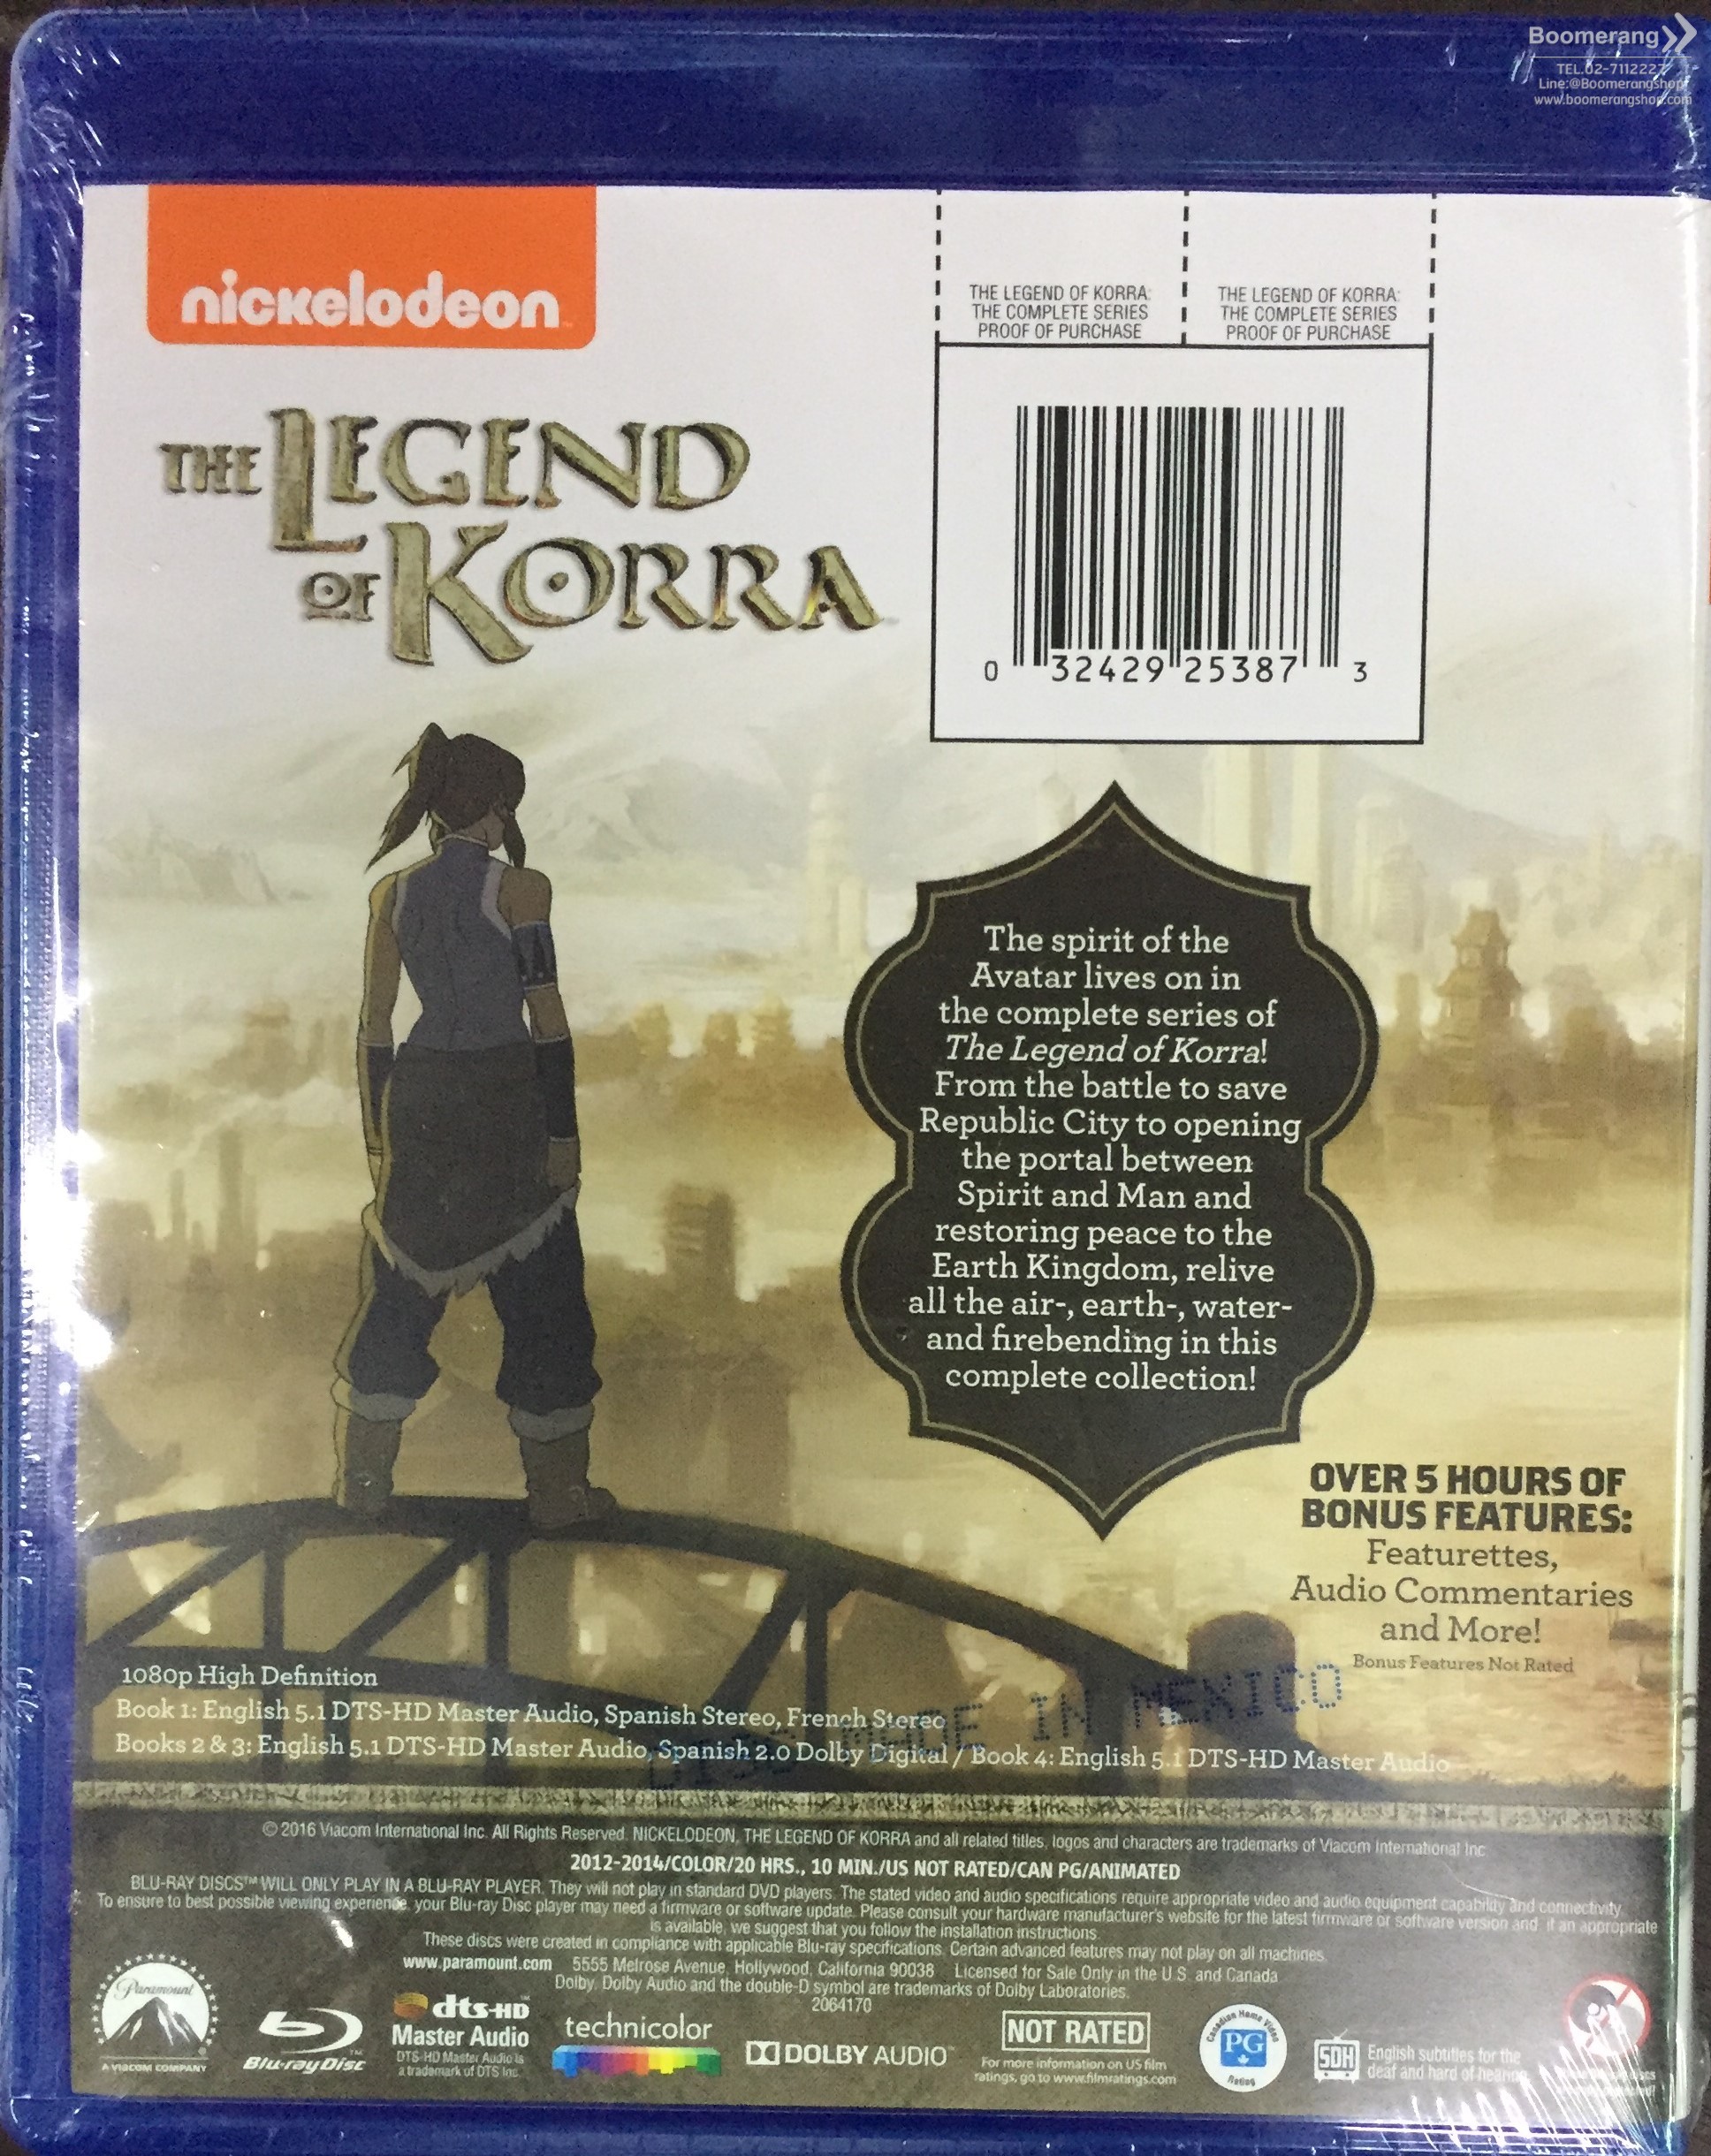 Boomerang
TEL.02-7112227
Line:@Boomerangshop
www.boomerangshop.com
nickelodeon
THE LEGEND OF KORRA:
THE COMPLETE SERIES
PROOF OF PURCHASE
THE LEGEND OF KORRA:
THE COMPLETE SERIES
PROOF OF PURCHASE
THE LEGEND
OF KORRA
0 32429 25387 3
The spirit of the
Avatar lives on in
the complete series of
The Legend of Korra!
From the battle to save
Republic City to opening
the portal between
Spirit and Man and
restoring peace to the
Earth Kingdom, relive
all the air-, earth-, water-
and firebending in this
complete collection!
OVER 5 HOURS OF
BONUS FEATURES:
Featurettes,
Audio Commentaries
and More!
Bonus Features Not Rated
1080p High Definition
Book 1: English 5.1 DTS-HD Master Audio, Spanish Stereo, French Stereo
Books 2 & 3: English 5.1 DTS-HD Master Audio, Spanish 2.0 Dolby Digital / Book 4: English 5.1 DTS-HD Master Audio
MADE IN MEXICO
© 2016 Viacom International Inc. All Rights Reserved. NICKELODEON, THE LEGEND OF KORRA and all related titles, logos and characters are trademarks of Viacom International Inc.
2012-2014/COLOR/20 HRS., 10 MIN./US NOT RATED/CAN PG/ANIMATED
BLU-RAY DISCS™ WILL ONLY PLAY IN A BLU-RAY PLAYER. They will not play in standard DVD players. The stated video and audio specifications require appropriate video and audio equipment capability and connectivity.
To ensure to best possible viewing experience, your Blu-ray Disc player may need a firmware or software update. Please consult your hardware manufacturer's website for the latest firmware or software version and, if an appropriate
is available, we suggest that you follow the installation instructions.
These discs were created in compliance with applicable Blu-ray specifications. Certain advanced features may not play on all machines.
www.paramount.com 5555 Melrose Avenue, Hollywood, California 90038 Licensed for Sale Only in the U.S. and Canada
Dolby, Dolby Audio and the double-D symbol are trademarks of Dolby Laboratories.
2064170
Paramount
A VIACOM COMPANY
Blu-ray Disc™
dts-HD
Master Audio
DTS-HD Master Audio is
a trademark of DTS Inc.
technicolor
DOLBY AUDIO™
NOT RATED
For more information on US film
ratings, go to www.filmratings.com
Canadian Home Video
PG
Rating
SDH
English subtitles for the
deaf and hard of hearing